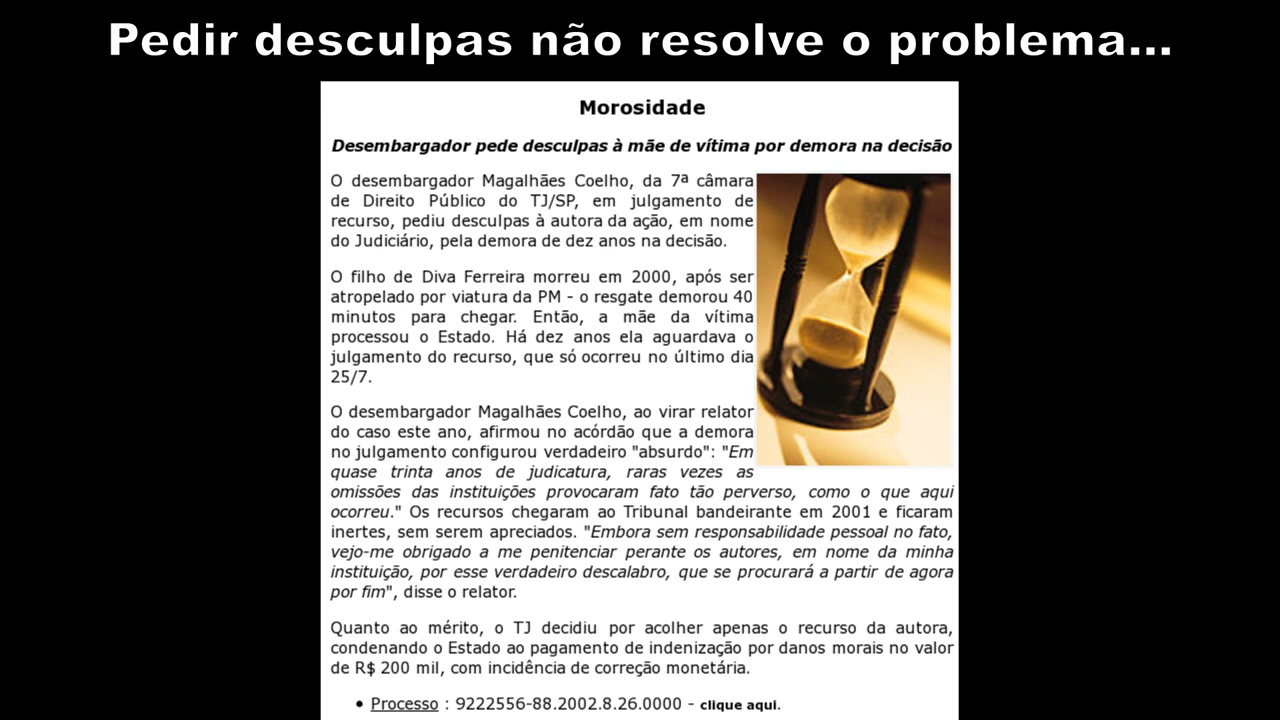 Pedir desculpas não resolve o problema...
Morosidade
Desembargador pede desculpas à mãe de vítima por demora na decisão
O desembargador Magalhães Coelho, da 7ª câmara
de Direito Público do TJ/SP, em julgamento de
recurso, pediu desculpas à autora da ação, em nome
do Judiciário, pela demora de dez anos na decisão.
O filho de Diva Ferreira morreu em 2000, após ser
atropelado por viatura da PM - o resgate demorou 40
minutos para chegar. Então, a mãe da vítima
processou o Estado. Há dez anos ela aguardava o
julgamento do recurso, que só ocorreu no último dia
25/7.
O desembargador Magalhães Coelho, ao virar relator
do caso este ano, afirmou no acórdão que a demora
no julgamento configurou verdadeiro "absurdo": "Em
quase trinta anos de judicatura, raras vezes as
omissões das instituições provocaram fato tão perverso, como o que aqui
ocorreu." Os recursos chegaram ao Tribunal bandeirante em 2001 e ficaram
inertes, sem serem apreciados. "Embora sem responsabilidade pessoal no fato,
vejo-me obrigado a me penitenciar perante os autores, em nome da minha
instituição, por esse verdadeiro descalabro, que se procurará a partir de agora
por fim", disse o relator.
Quanto ao mérito, o TJ decidiu por acolher apenas o recurso da autora,
condenando o Estado ao pagamento de indenização por danos morais no valor
de R$ 200 mil, com incidência de correção monetária.
• Processo : 9222556-88.2002.8.26.0000 - clique aqui.